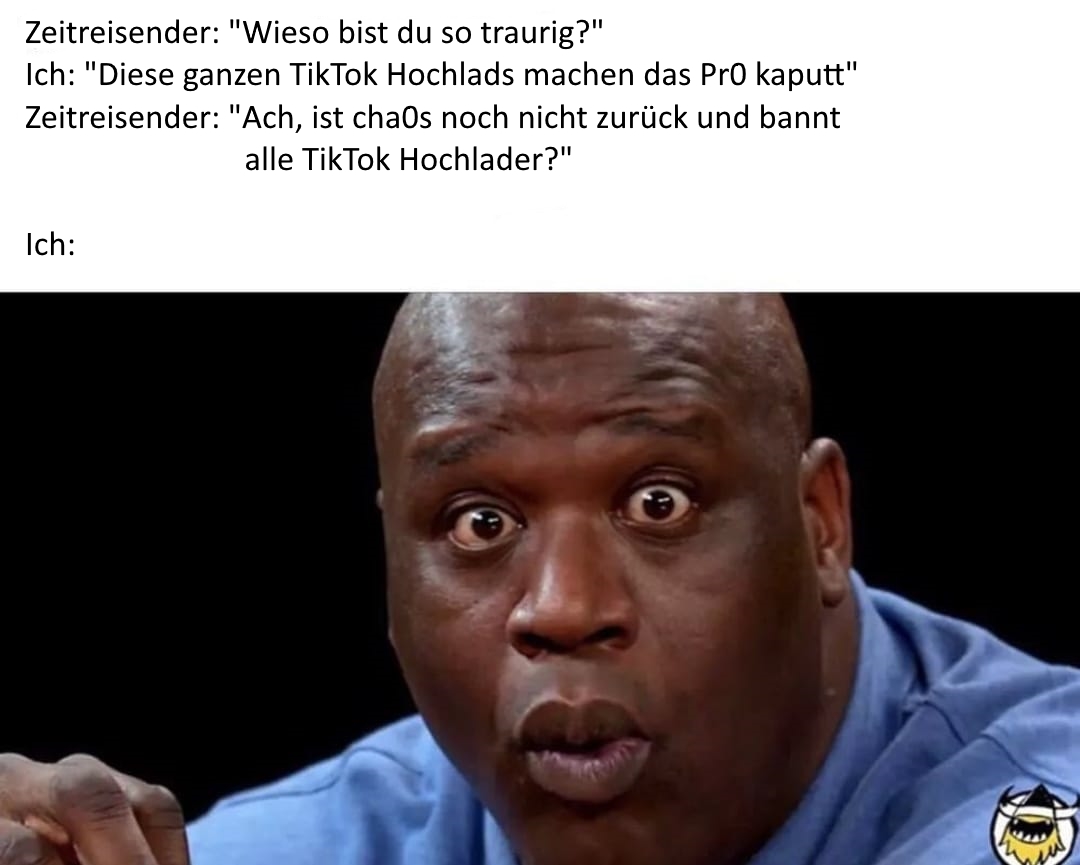 Zeitreisender: "Wieso bist du so traurig?"
Ich: "Diese ganzen TikTok Hochlads machen das Pr0 kaputt"
Zeitreisender: "Ach, ist cha0s noch nicht zurück und bannt
alle TikTok Hochlader?"
Ich: